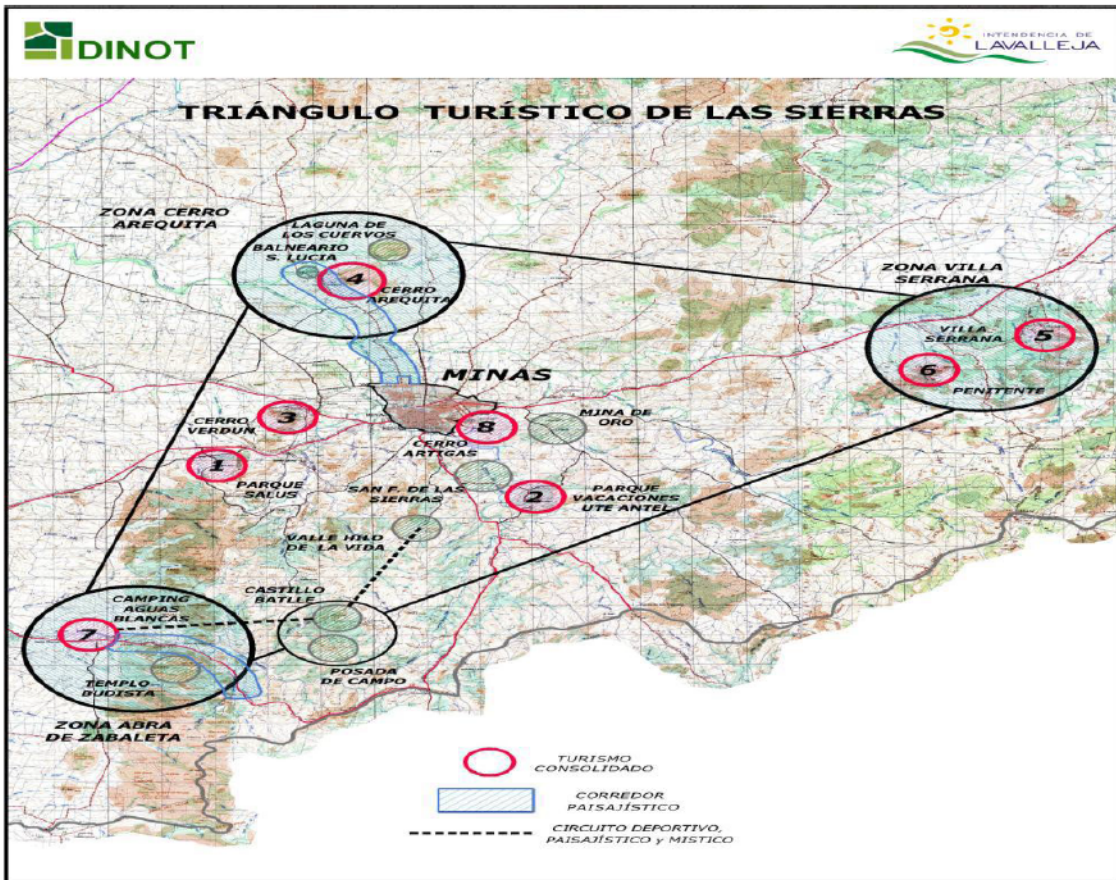 DINOT
INTENDENCIA DE
LAVALLEJA
TRIÁNGULO TURÍSTICO DE LAS SIERRAS
ZONA CERRO
AREQUITA
LAGUNA DE
LOS CUERVOS
BALNEARIO
S. LUCIA
4
CERRO
AREQUITA
ZONA VILLA
SERRANA
VILLA
SERRANA
5
6
PENITENTE
MINAS
3
CERRO
VERDUN
8
CERRO
ARTIGAS
MINA DE
ORO
1
PARQUE
SALUS
SAN F. DE LAS
SIERRAS
2
PARQUE
VACACIONES
UTE ANTEL
VALLE HILO
DE LA VIDA
CASTILLO
BATLLE
CAMPING
AGUAS
BLANCAS
7
TEMPLO
BUDISTA
POSADA
DE CAMPO
ZONA ABRA
DE ZABALETA
TURISMO
CONSOLIDADO
CORREDOR
PAISAJÍSTICO
CIRCUITO DEPORTIVO,
PAISAJÍSTICO y MISTICO